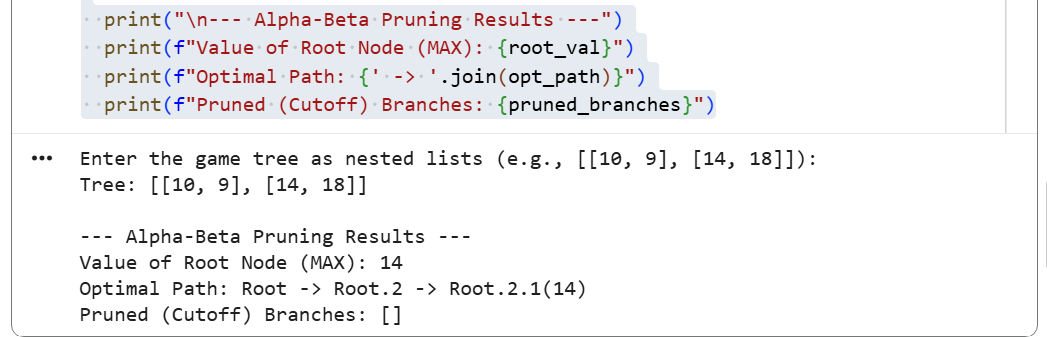 print("\n--- Alpha-Beta Pruning Results ---")
print(f"Value of Root Node (MAX): {root_val}")
print(f"Optimal Path: {' -> '.join(opt_path)}")
print(f"Pruned (Cutoff) Branches: {pruned_branches}")
••• Enter the game tree as nested lists (e.g., [[10, 9], [14, 18]]):
Tree: [[10, 9], [14, 18]]
--- Alpha-Beta Pruning Results ---
Value of Root Node (MAX): 14
Optimal Path: Root -> Root.2 -> Root.2.1(14)
Pruned (Cutoff) Branches: []